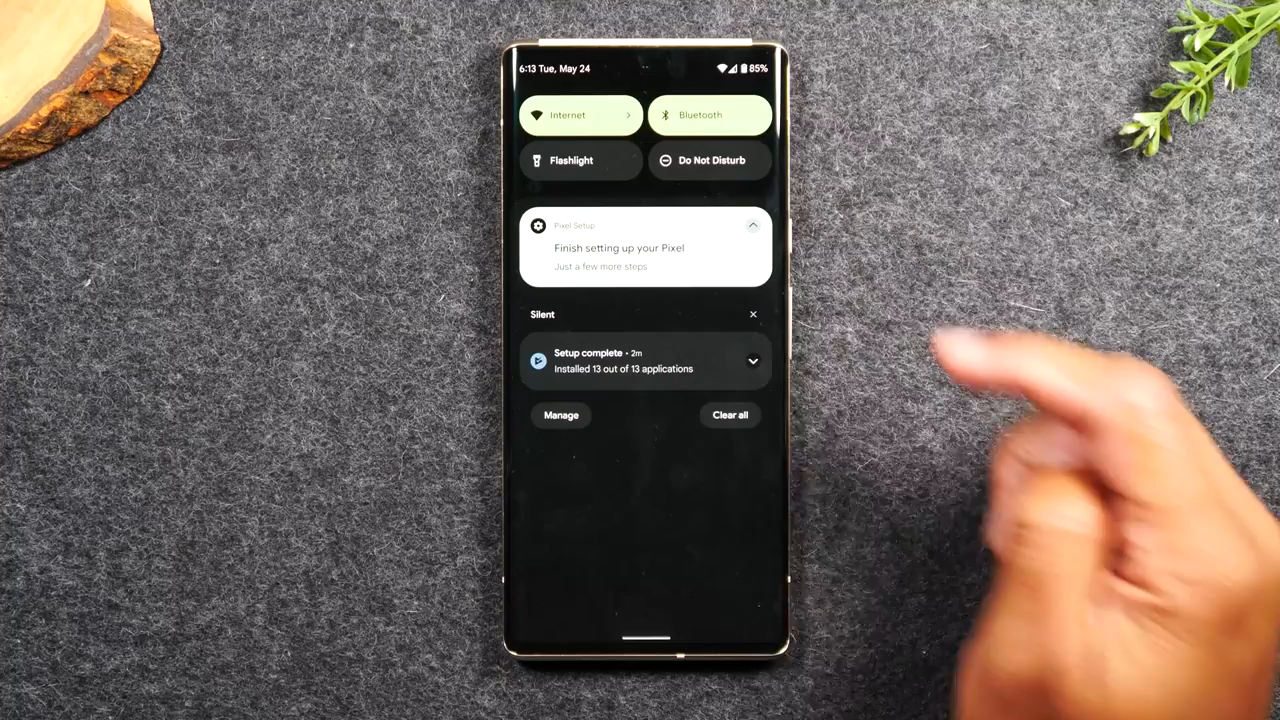 6:13 Tue, May 24
85%
Internet
Bluetooth
Flashlight
Do Not Disturb
Pixel Setup
Finish setting up your Pixel
Just a few more steps
Silent
Setup complete • 2m
Installed 13 out of 13 applications
Manage
Clear all